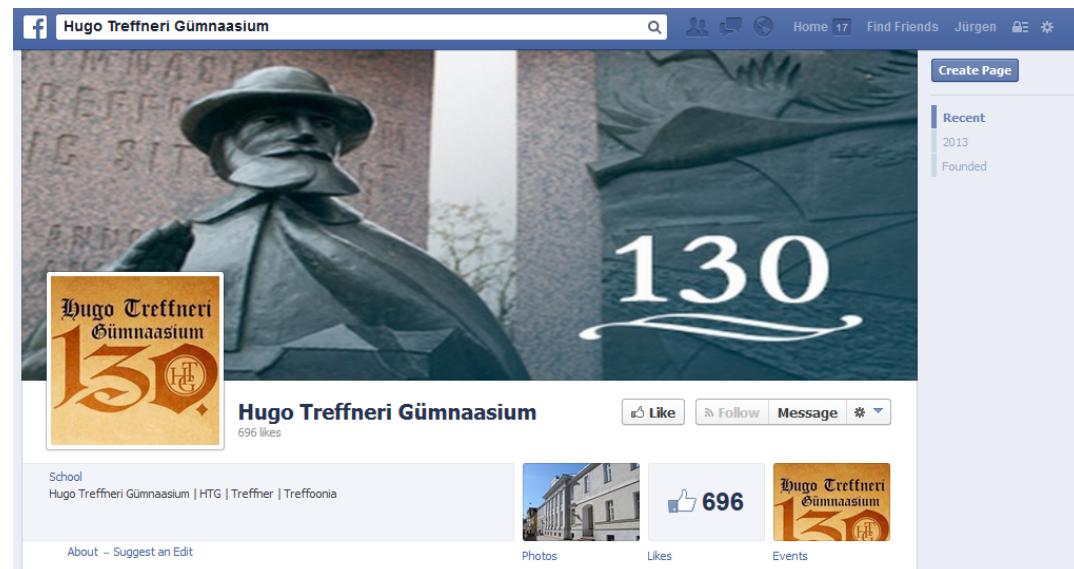 Hugo Treffneri Gümnaasium
Home 17 Find Friends Jürgen
Create Page
Recent
2013
Founded
130
Hugo Treffneri
Gümnaasium
130.
HTG
Hugo Treffneri Gümnaasium
696 likes
Like Follow Message
School
Hugo Treffneri Gümnaasium | HTG | Treffner | Treffoonia
About – Suggest an Edit
696
Hugo Treffneri
Gümnaasium
130
Photos Likes Events